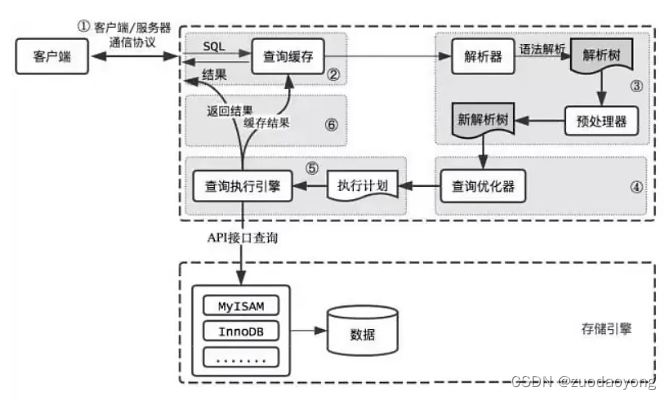 ① 客户端/服务器
通信协议
客户端
SQL
结果
查询缓存
②
解析器
语法解析
解析树
③
新解析树
预处理器
返回结果
缓存结果
⑥
查询执行引擎
⑤
执行计划
查询优化器
④
API接口查询
MyISAM
InnoDB
.......
数据
存储引擎
CSDN @zuodaoyong